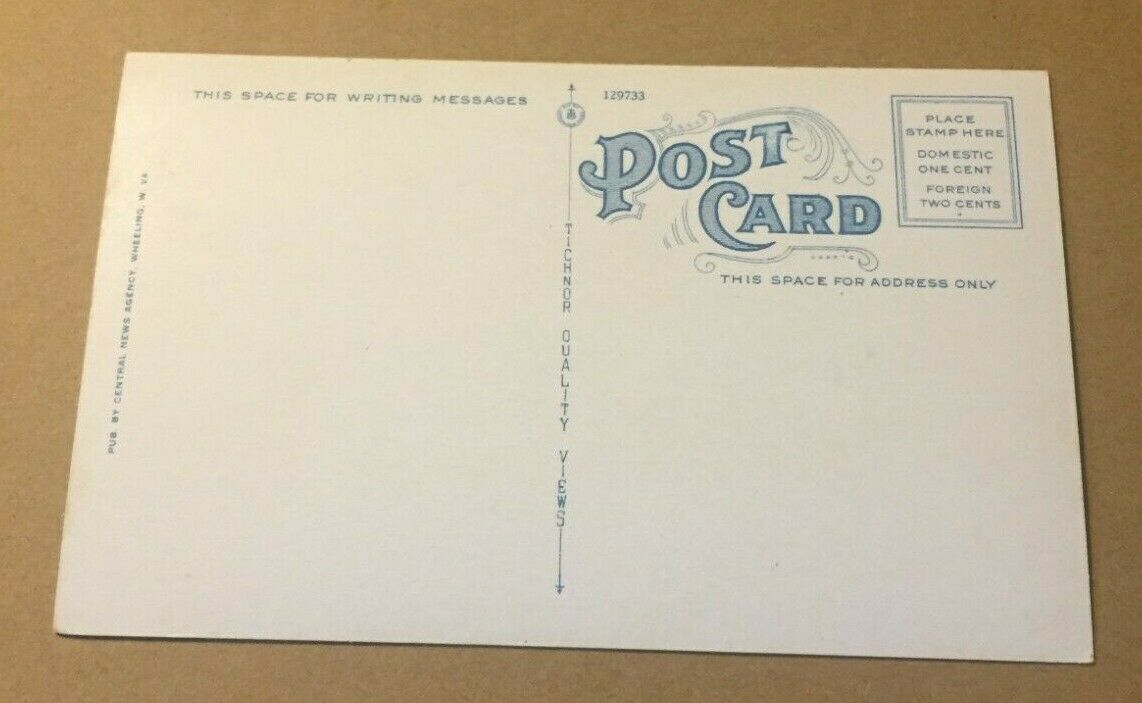 THIS SPACE FOR WRITING MESSAGES
PUB. BY CENTRAL NEWS AGENCY, WHEELING, W. VA
TICHNOR QUALITY VIEWS
129733
POST
CARD
THIS SPACE FOR ADDRESS ONLY
PLACE
STAMP HERE
DOMESTIC
ONE CENT
FOREIGN
TWO CENTS